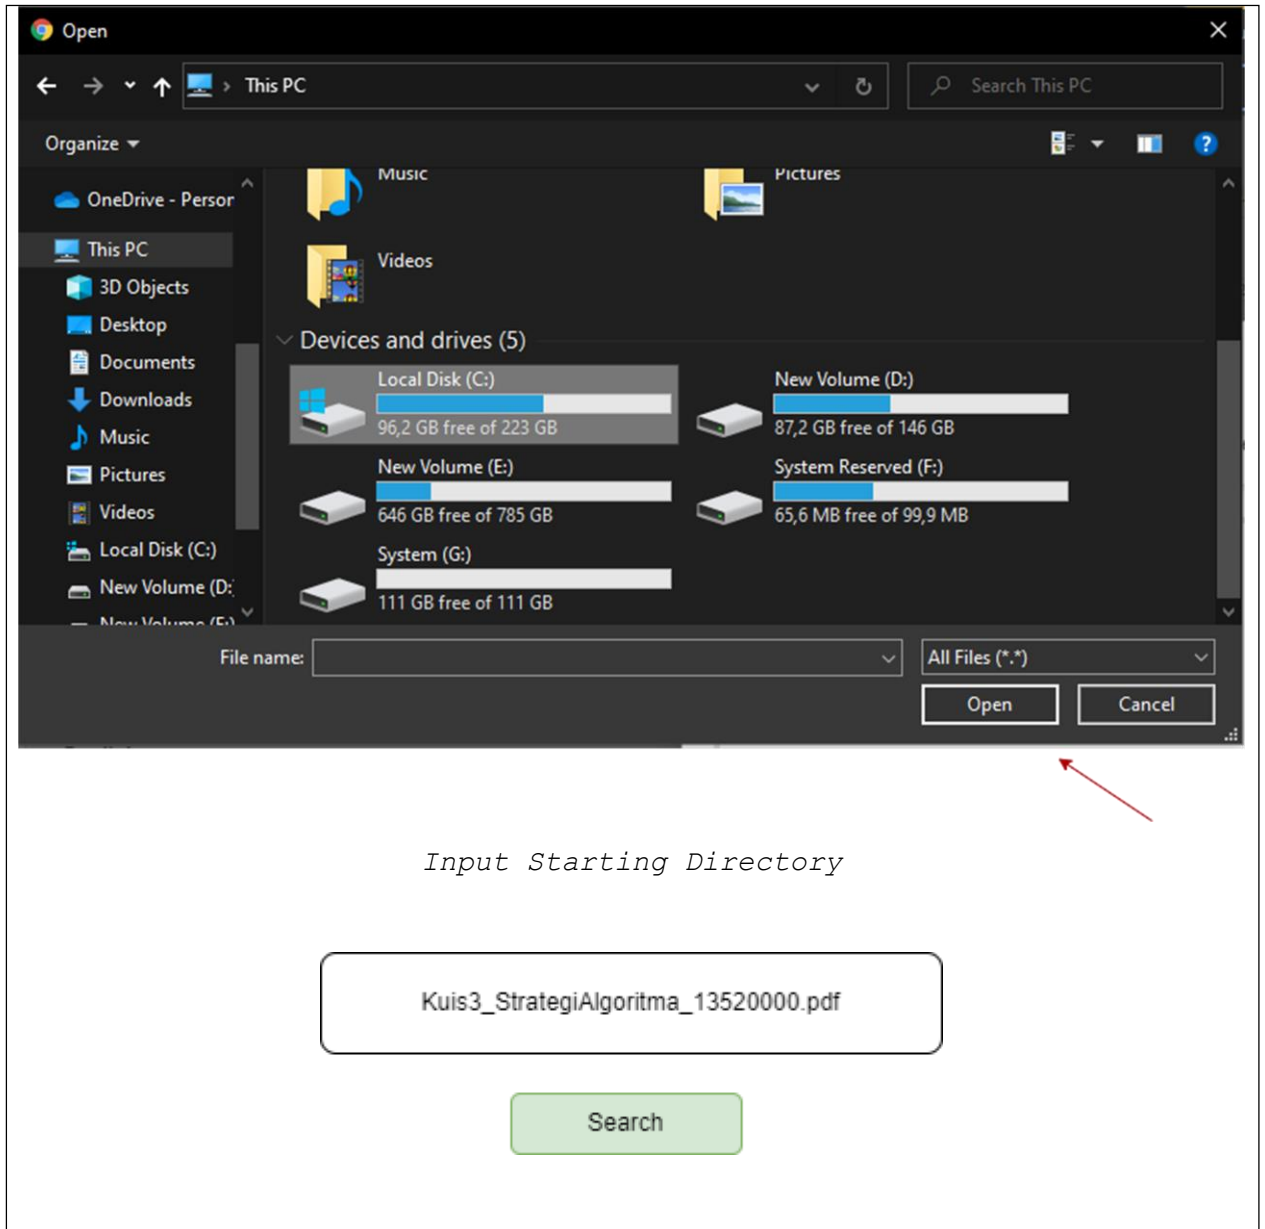 Open
This PC
Search This PC
Organize
OneDrive - Person
This PC
3D Objects
Desktop
Documents
Downloads
Music
Pictures
Videos
Local Disk (C:)
New Volume (D:
New Volume (E:)
Music
Pictures
Videos
Devices and drives (5)
Local Disk (C:)
96,2 GB free of 223 GB
New Volume (D:)
87,2 GB free of 146 GB
New Volume (E:)
646 GB free of 785 GB
System Reserved (F:)
65,6 MB free of 99,9 MB
System (G:)
111 GB free of 111 GB
File name:
All Files (*.*)
Open
Cancel
Input Starting Directory
Kuis3_StrategiAlgoritma_13520000.pdf
Search